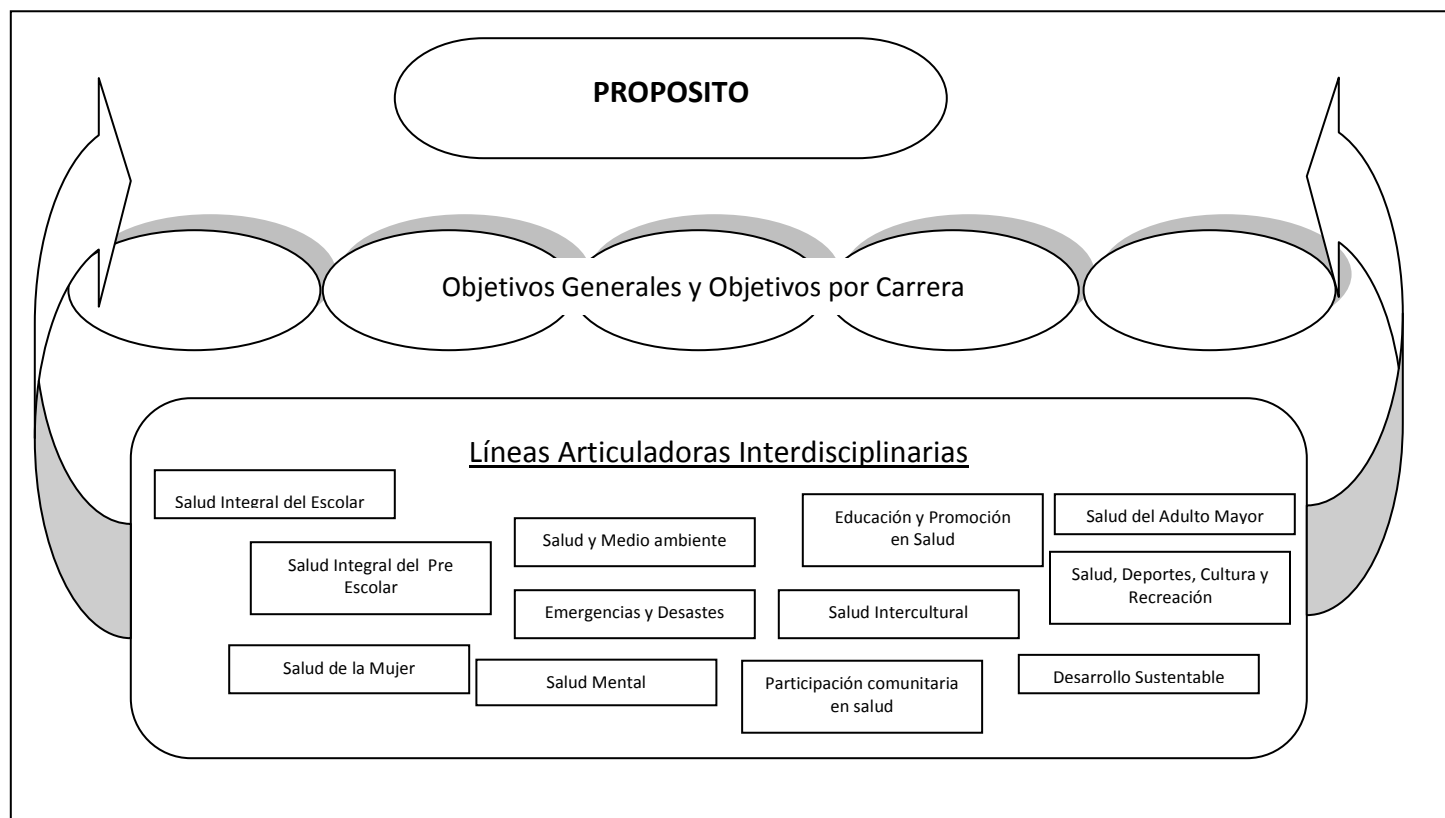 PROPOSITO
Objetivos Generales y Objetivos por Carrera
Líneas Articuladoras Interdisciplinarias
Salud Integral del Escolar
Salud Integral del Pre
Escolar
Salud de la Mujer
Salud y Medio ambiente
Emergencias y Desastes
Salud Mental
Educación y Promoción
en Salud
Salud Intercultural
Participación comunitaria
en salud
Salud del Adulto Mayor
Salud, Deportes, Cultura y
Recreación
Desarrollo Sustentable